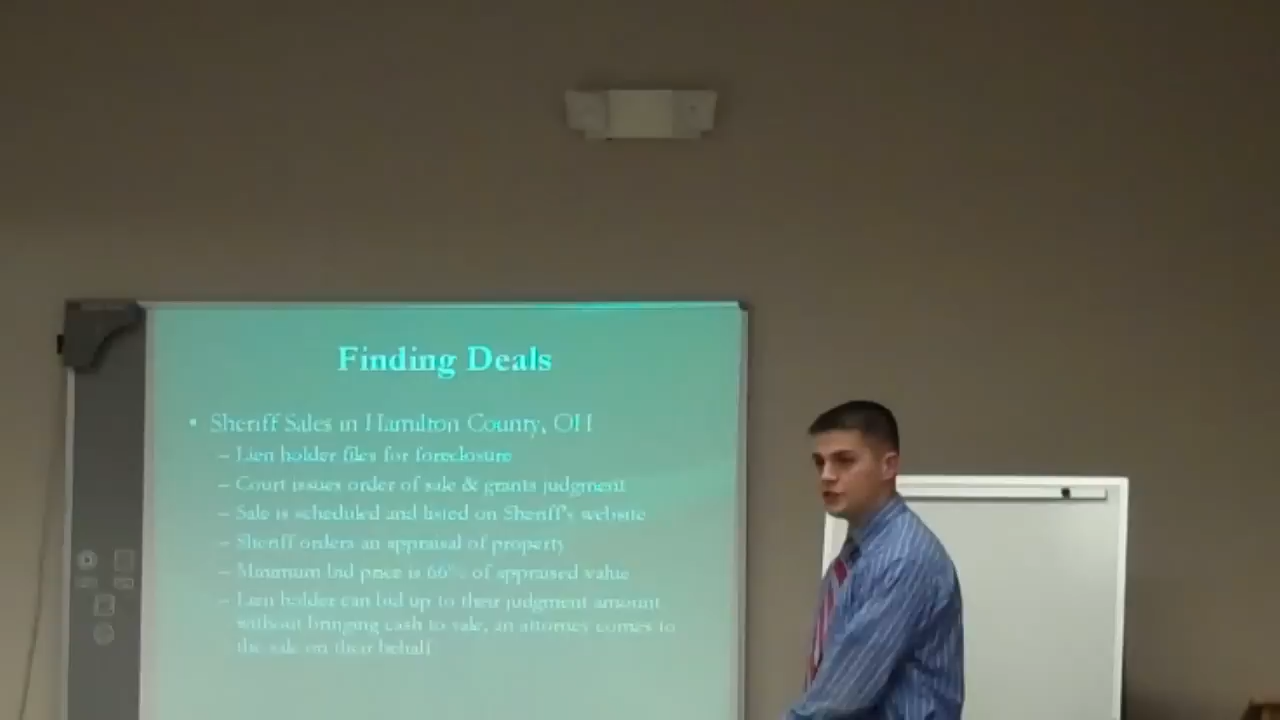 Finding Deals
• Sheriff Sales in Hamilton County, OH
– Lien holder files for foreclosure
– Court issues order of sale & grants judgment
– Sale is scheduled and listed on Sheriff's website
– Sheriff orders an appraisal of property
– Minimum bid price is 66% of appraised value
– Lien holder can bid up to their judgment amount
without bringing cash to sale, an attorney comes to
the sale on their behalf